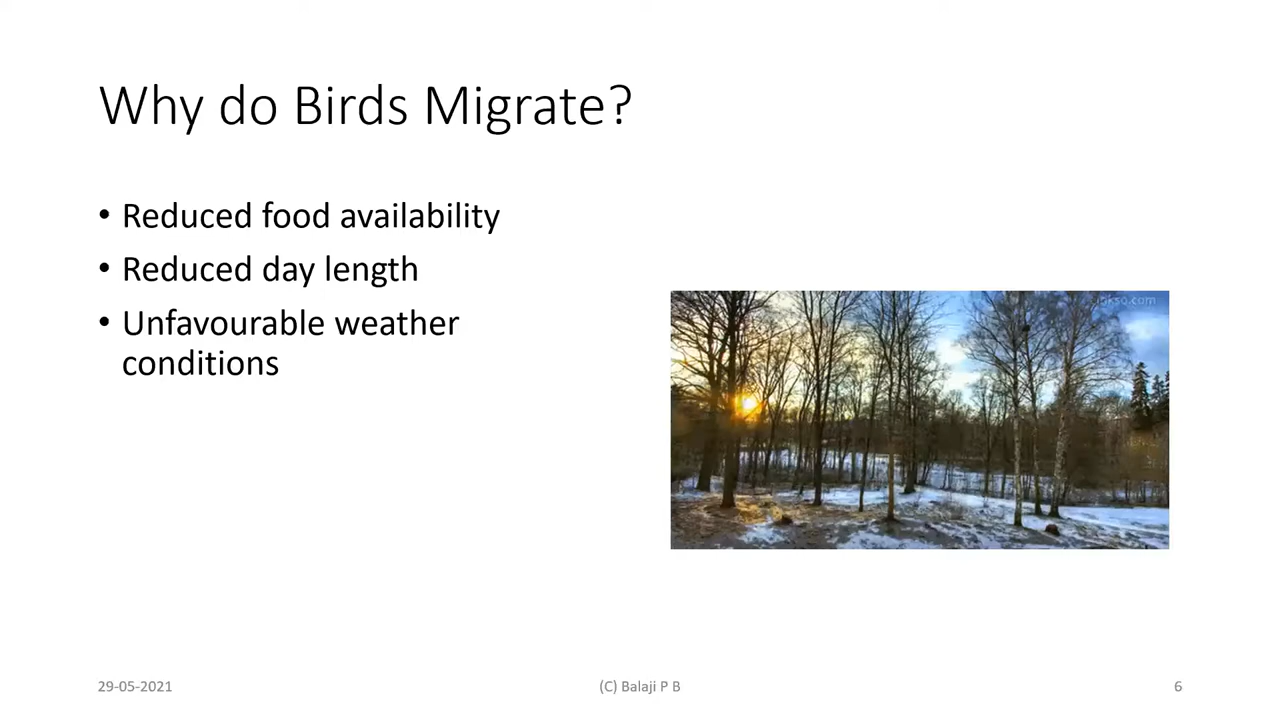 Why do Birds Migrate?
• Reduced food availability
• Reduced day length
• Unfavourable weather
conditions
29-05-2021
(C) Balaji P B
6